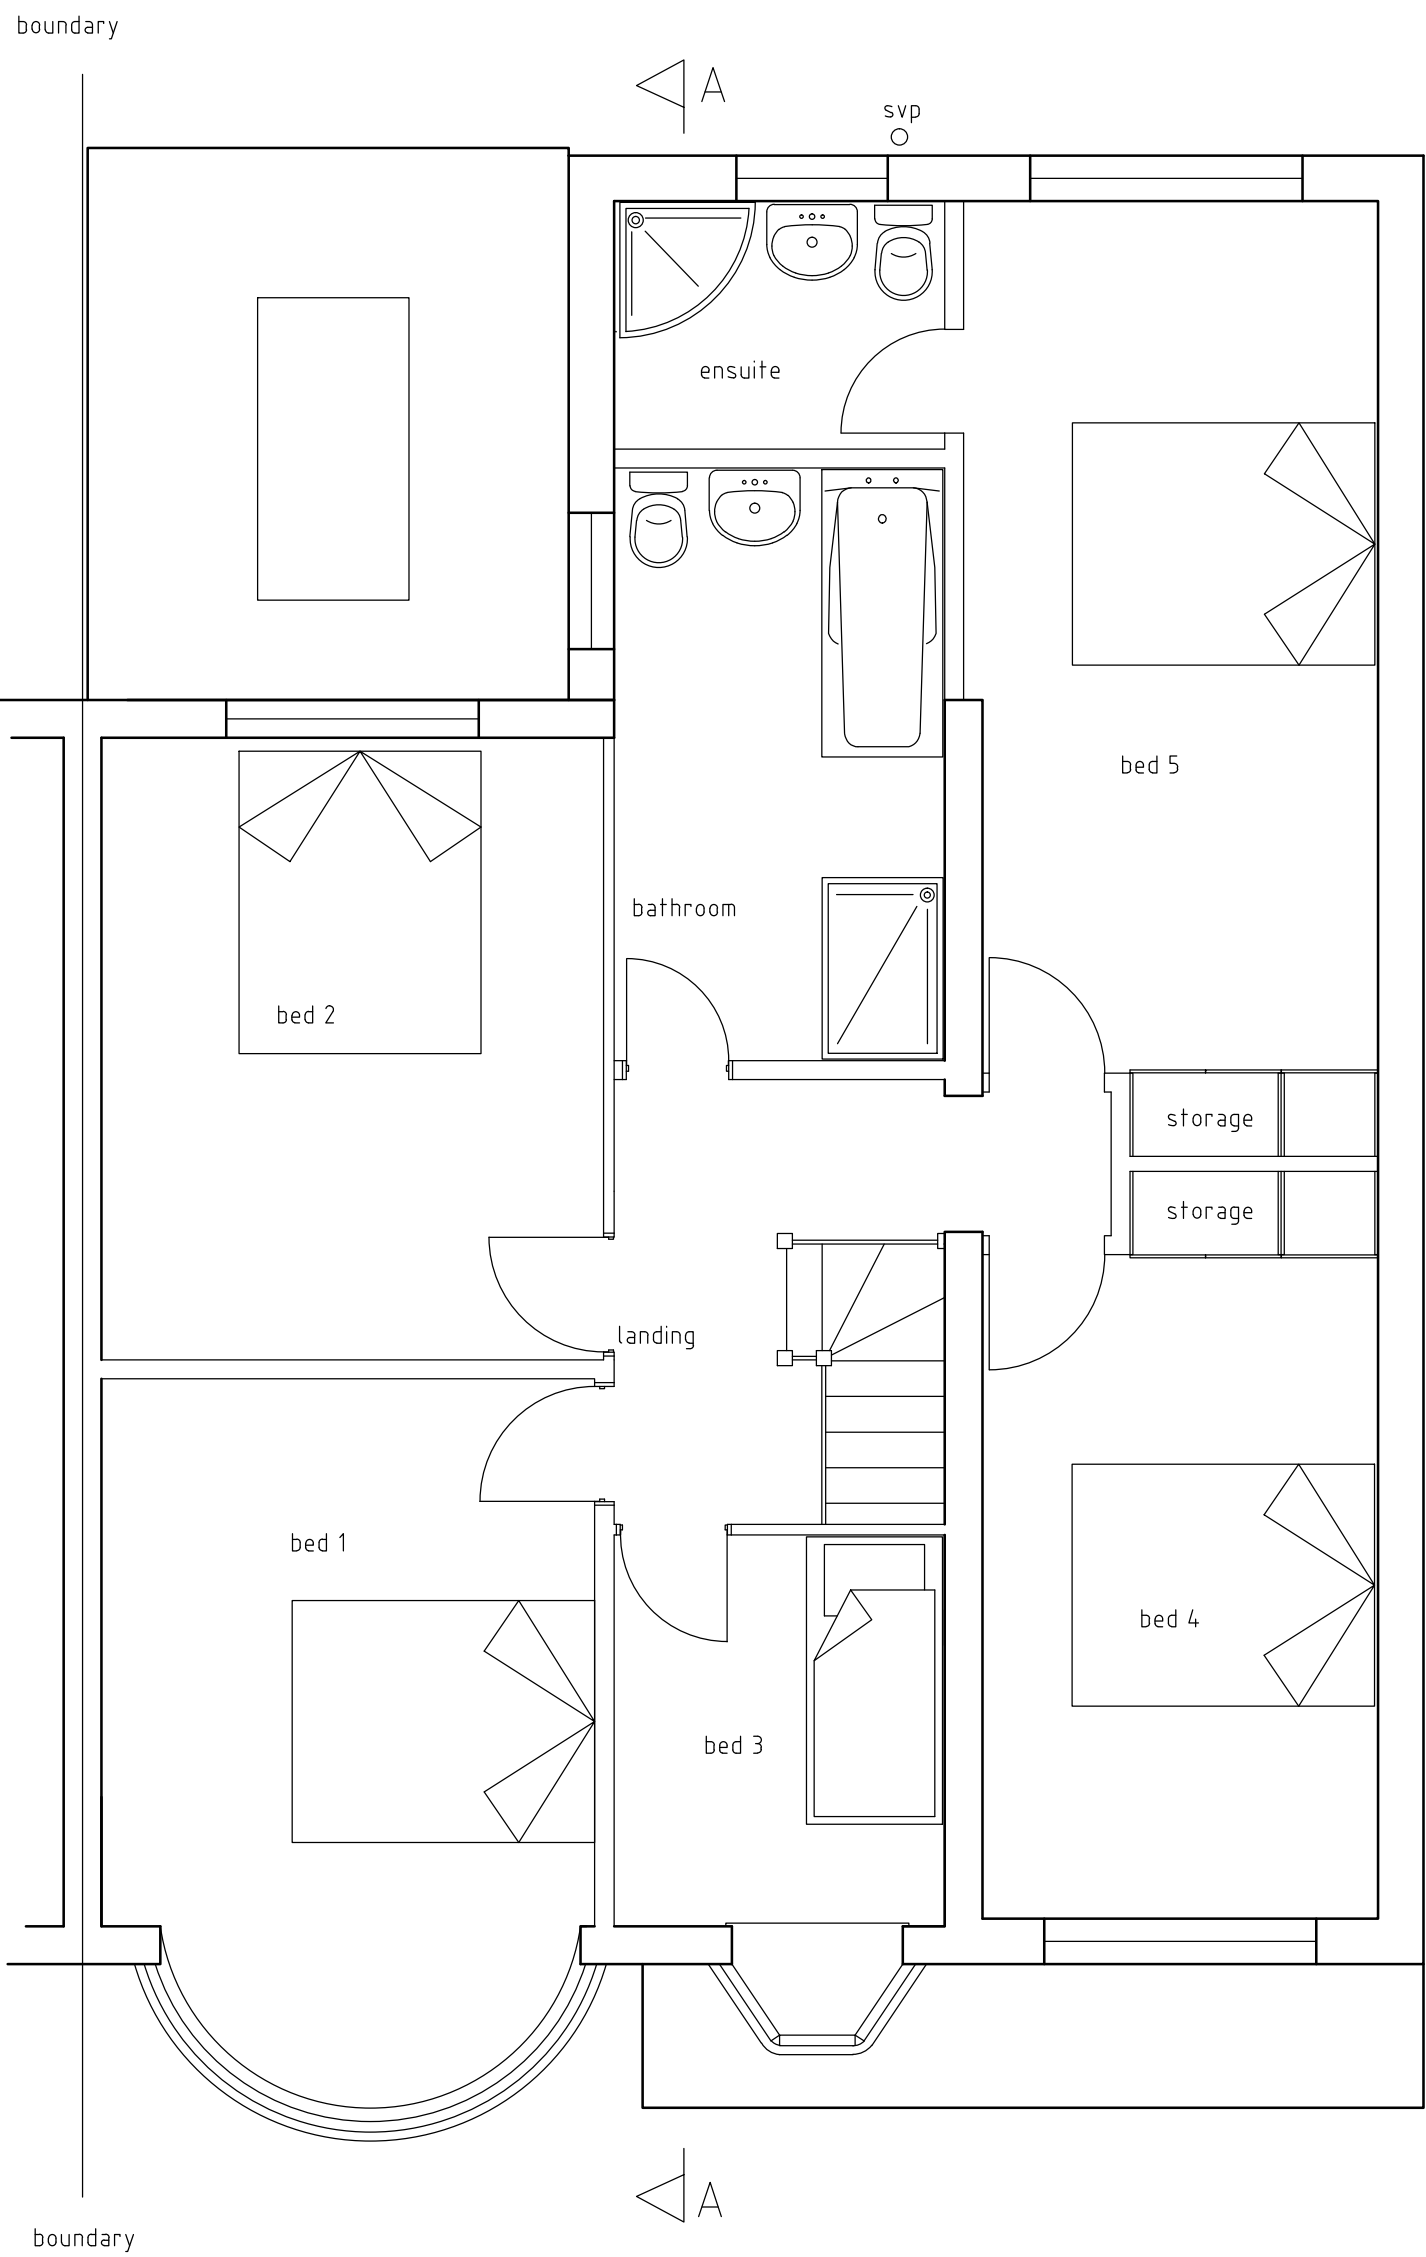 boundary
A
svp
ensuite
bed 5
bathroom
bed 2
storage
storage
landing
bed 1
bed 4
bed 3
A
boundary